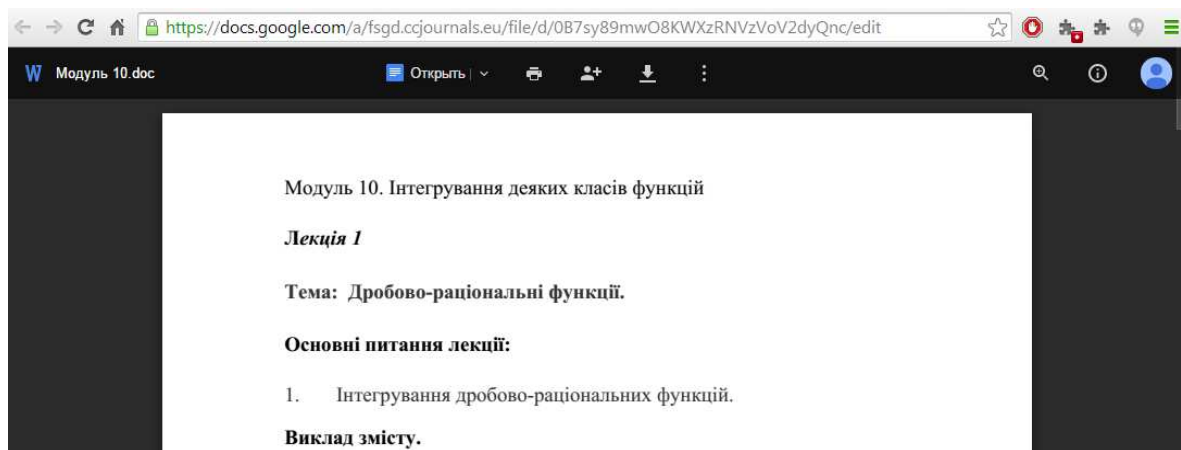 https://docs.google.com/a/fsgd.ccjournals.eu/file/d/0B7sy89mwO8KWXzRNVzVoV2dyQnc/edit
W Модуль 10.doc Открыть
Модуль 10. Інтегрування деяких класів функцій
Лекція 1
Тема: Дробово-раціональні функції.
Основні питання лекції:
1. Інтегрування дробово-раціональних функцій.
Виклад змісту.